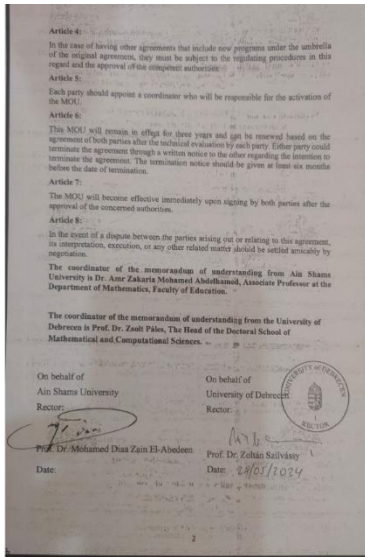 Article 4:
In the case of having other agreements that include new programs under the umbrella
of the original agreement, they must be subject to the regulating procedures in this
regard and the approval of the competent authorities.
Article 5:
Each party should appoint a coordinator who will be responsible for the activation of
the MOU.
Article 6:
This MOU will remain in effect for three years and can be renewed based on the
agreement of both parties after the technical evaluation by each party. Either party could
terminate the agreement through a written notice to the other regarding the intention to
terminate the agreement. The termination notice should be given at least six months
before the date of termination.
Article 7:
The MOU will become effective immediately upon signing by both parties after the
approval of the concerned authorities.
Article 8:
In the event of a dispute between the parties arising out or relating to this agreement,
its interpretation, execution, or any other related matter should be settled amicably by
negotiation.
The coordinator of the memorandum of understanding from Ain Shams
University is Dr. Amr Zakaria Mohamed Abdelhamid, Associate Professor at the
Department of Mathematics, Faculty of Education.
The coordinator of the memorandum of understanding from the University of
Debrecen is Prof. Dr. Zsolt Páles, The Head of the Doctoral School of
Mathematical and Computational Sciences.
On behalf of
Ain Shams University
Rector:
Prof. Dr. Mohamed Diaa Zain El-Abedeen
Date:
On behalf of
University of Debrecen
Rector:
UNIVERSITY OF DEBRECEN
RECTOR
Prof. Dr. Zoltán Szilvássy
Date: 28/05/2024
2